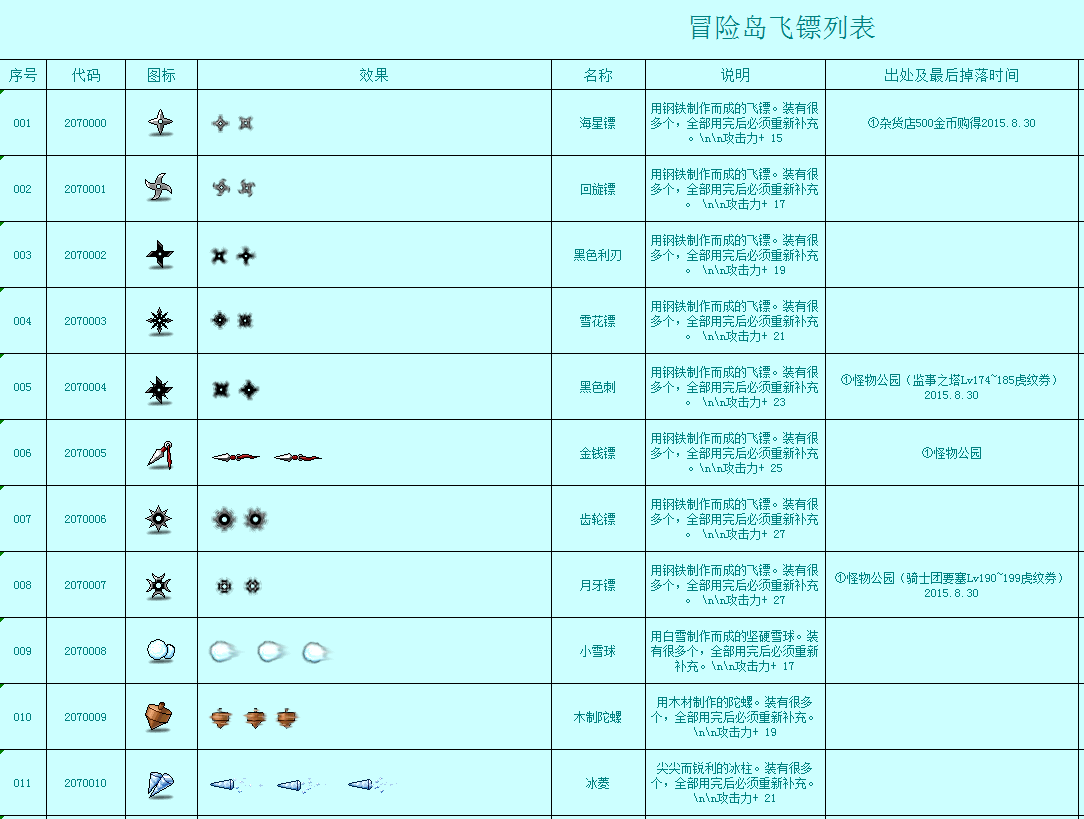 冒险岛飞镖列表
序号 代码 图标 效果 名称 说明 出处及最后掉落时间
001 2070000 海星镖 用钢铁制作而成的飞镖。装有很
多个，全部用完后必须重新补充
。\n\n攻击力+ 15
①杂货店500金币购得2015.8.30
002 2070001 回旋镖 用钢铁制作而成的飞镖。装有很
多个，全部用完后必须重新补充
。 \n\n攻击力+ 17
003 2070002 黑色利刃 用钢铁制作而成的飞镖。装有很
多个，全部用完后必须重新补充
。 \n\n攻击力+ 19
004 2070003 雪花镖 用钢铁制作而成的飞镖。装有很
多个，全部用完后必须重新补充
。 \n\n攻击力+ 21
005 2070004 黑色刺 用钢铁制作而成的飞镖。装有很
多个，全部用完后必须重新补充
。 \n\n攻击力+ 23
①怪物公园（监事之塔Lv174~185虎纹券）
2015.8.30
006 2070005 金钱镖 用钢铁制作而成的飞镖。装有很
多个，全部用完后必须重新补充
。\n\n攻击力+ 25
①怪物公园
007 2070006 齿轮镖 用钢铁制作而成的飞镖。装有很
多个，全部用完后必须重新补充
。 \n\n攻击力+ 27
008 2070007 月牙镖 用钢铁制作而成的飞镖。装有很
多个，全部用完后必须重新补充
。 \n\n攻击力+ 27
①怪物公园（骑士团要塞Lv190~199虎纹券）
2015.8.30
009 2070008 小雪球 用白雪制作而成的坚硬雪球。装
有很多个，全部用完后必须重新
补充。\n\n攻击力+ 17
010 2070009 木制陀螺 用木材制作的陀螺。装有很多
个，全部用完后必须重新补充。
\n\n攻击力+ 19
011 2070010 冰菱 尖尖而锐利的冰柱。装有很多
个，全部用完后必须重新补充。
\n\n攻击力+ 21